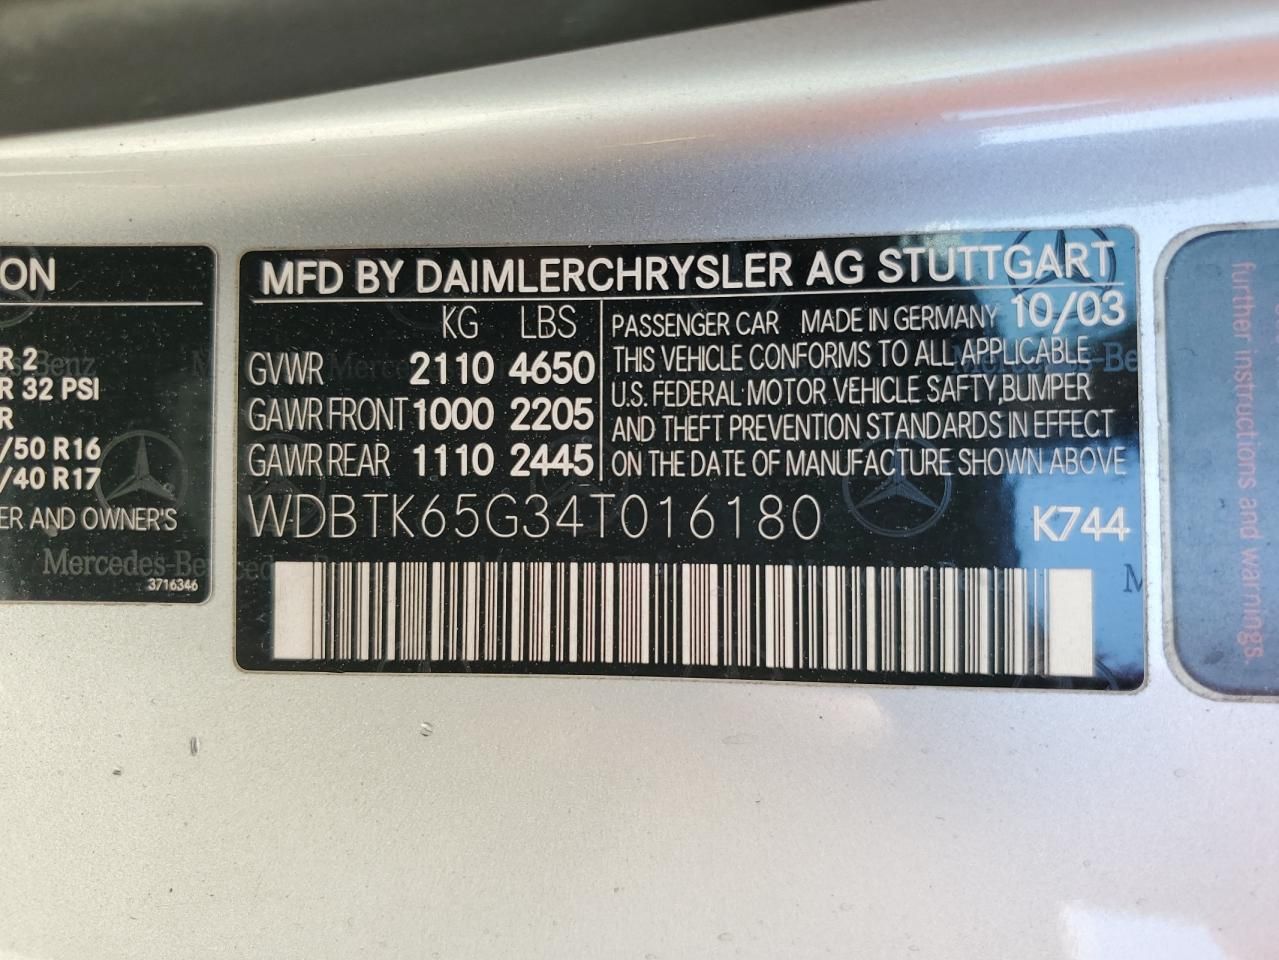 ON
R 2
R 32 PSI
R
/50 R16
/40 R17
ER AND OWNER'S
Mercedes-Benz
3716346
MFD BY DAIMLERCHRYSLER AG STUTTGART
KG LBS
GVWR 2110 4650
GAWR FRONT 1000 2205
GAWR REAR 1110 2445
PASSENGER CAR MADE IN GERMANY 10/03
THIS VEHICLE CONFORMS TO ALL APPLICABLE
U.S. FEDERAL MOTOR VEHICLE SAFTY,BUMPER
AND THEFT PREVENTION STANDARDS IN EFFECT
ON THE DATE OF MANUFACTURE SHOWN ABOVE
WDBTK65G34T016180
K744
further instructions and warnings.